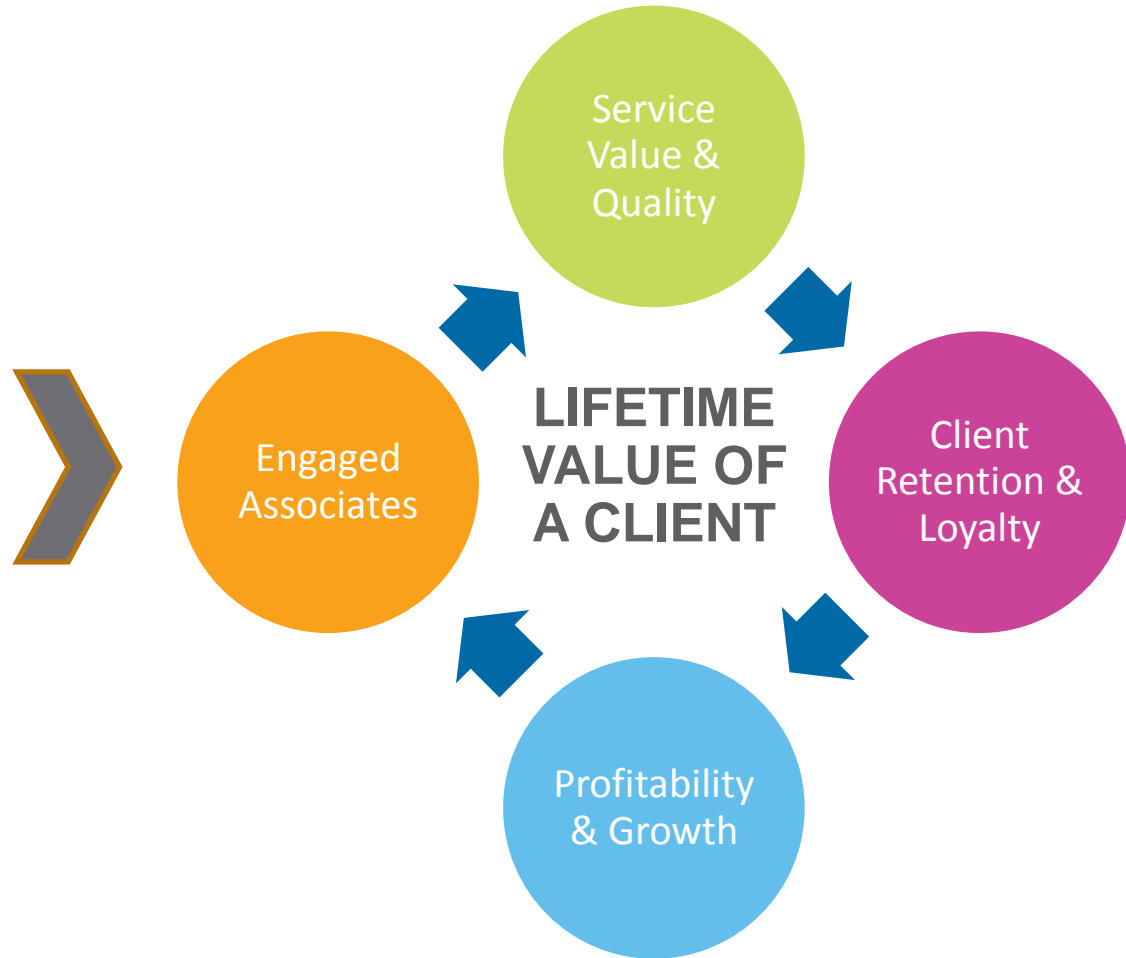 Service
Value &
Quality
LIFETIME
VALUE OF
A CLIENT
Engaged
Associates
Client
Retention &
Loyalty
Profitability
& Growth